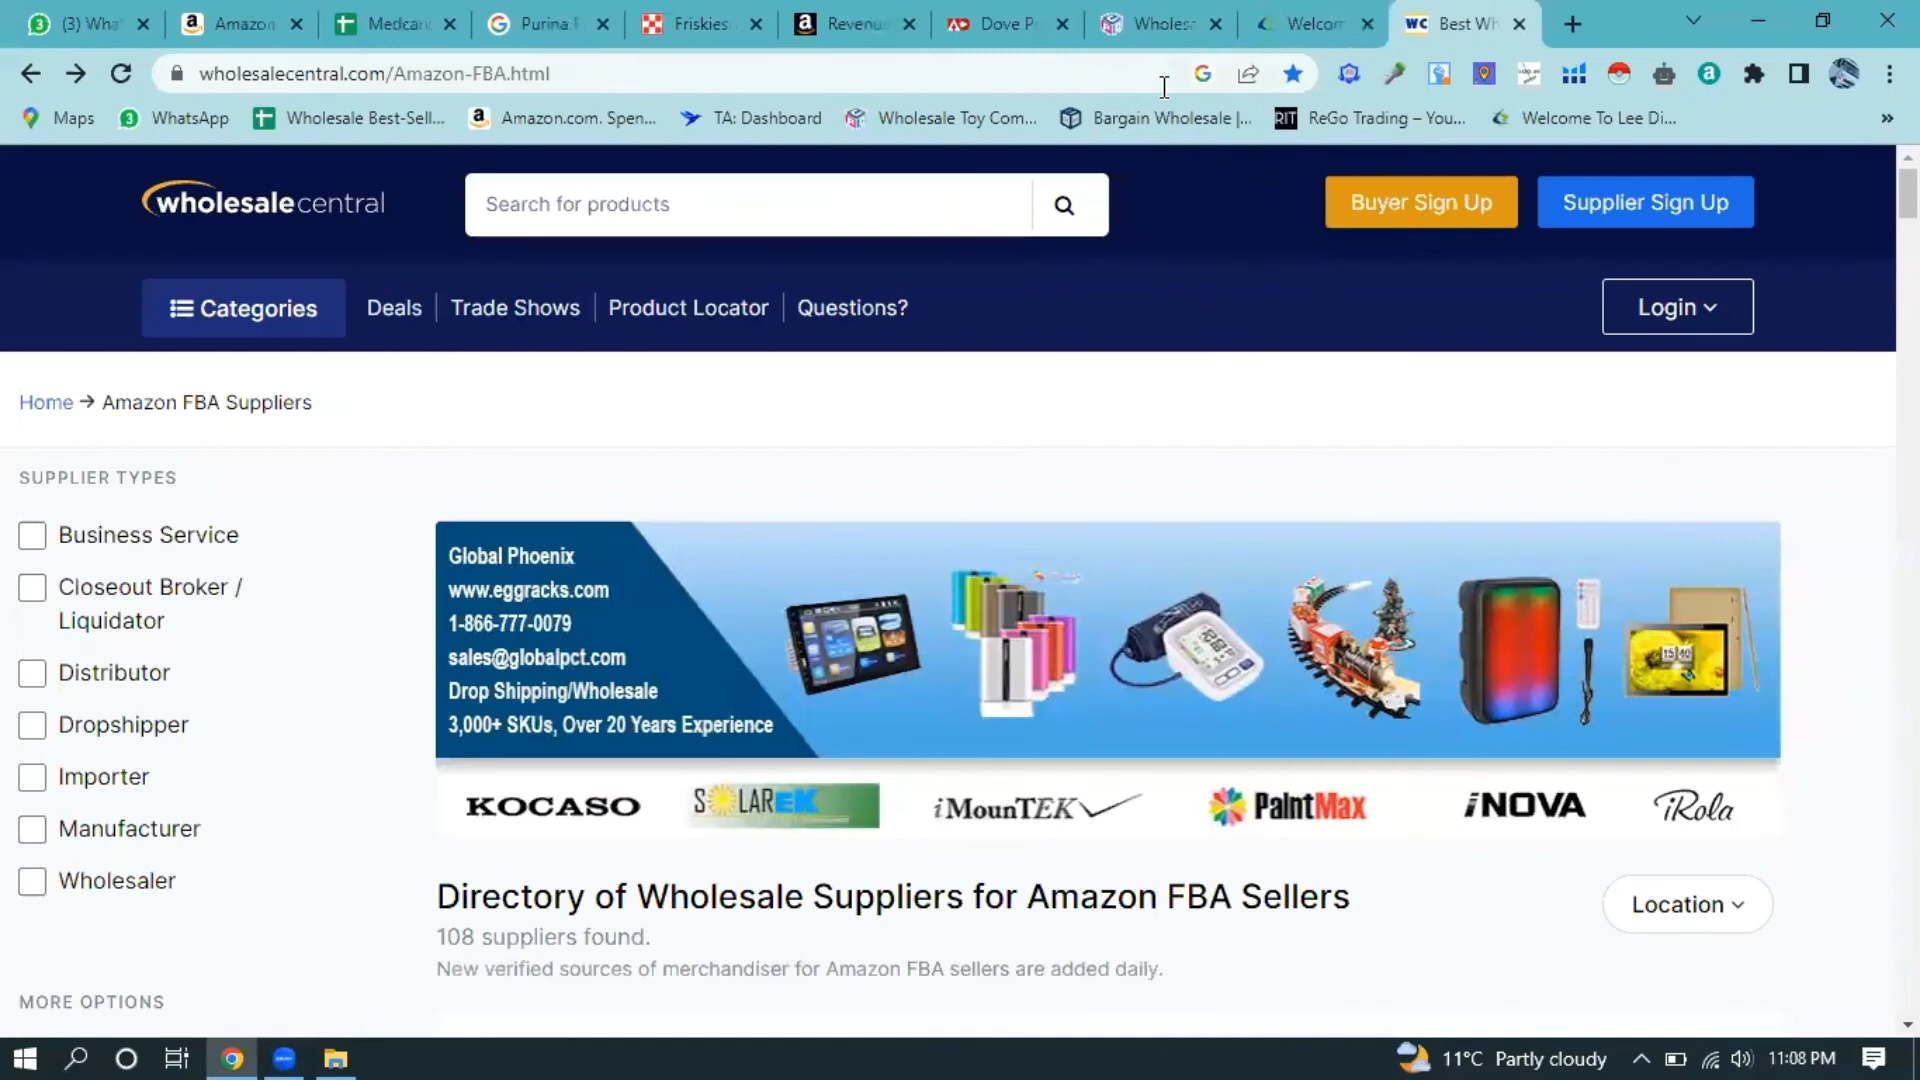 (3) Wha
Amazon
Medcar
Purina
Friskies
Revenu
Dove P
Wholesa
Welcom
WC Best Wh
wholesalecentral.com/Amazon-FBA.html
Maps
WhatsApp
Wholesale Best-Sell...
Amazon.com. Spen...
TA: Dashboard
Wholesale Toy Com...
Bargain Wholesale |...
RIT ReGo Trading – You...
Welcome To Lee Di...
»
wholesalecentral
Search for products
Buyer Sign Up
Supplier Sign Up
Categories
Deals
Trade Shows
Product Locator
Questions?
Login
Home → Amazon FBA Suppliers
SUPPLIER TYPES
Business Service
Closeout Broker /
Liquidator
Distributor
Dropshipper
Importer
Manufacturer
Wholesaler
MORE OPTIONS
Global Phoenix
www.eggracks.com
1-866-777-0079
sales@globalpct.com
Drop Shipping/Wholesale
3,000+ SKUs, Over 20 Years Experience
KOCASO
SOLAREK
iMounTEK
PaintMax
iNOVA
iRola
Directory of Wholesale Suppliers for Amazon FBA Sellers
108 suppliers found.
New verified sources of merchandiser for Amazon FBA sellers are added daily.
Location
11°C Partly cloudy
11:08 PM